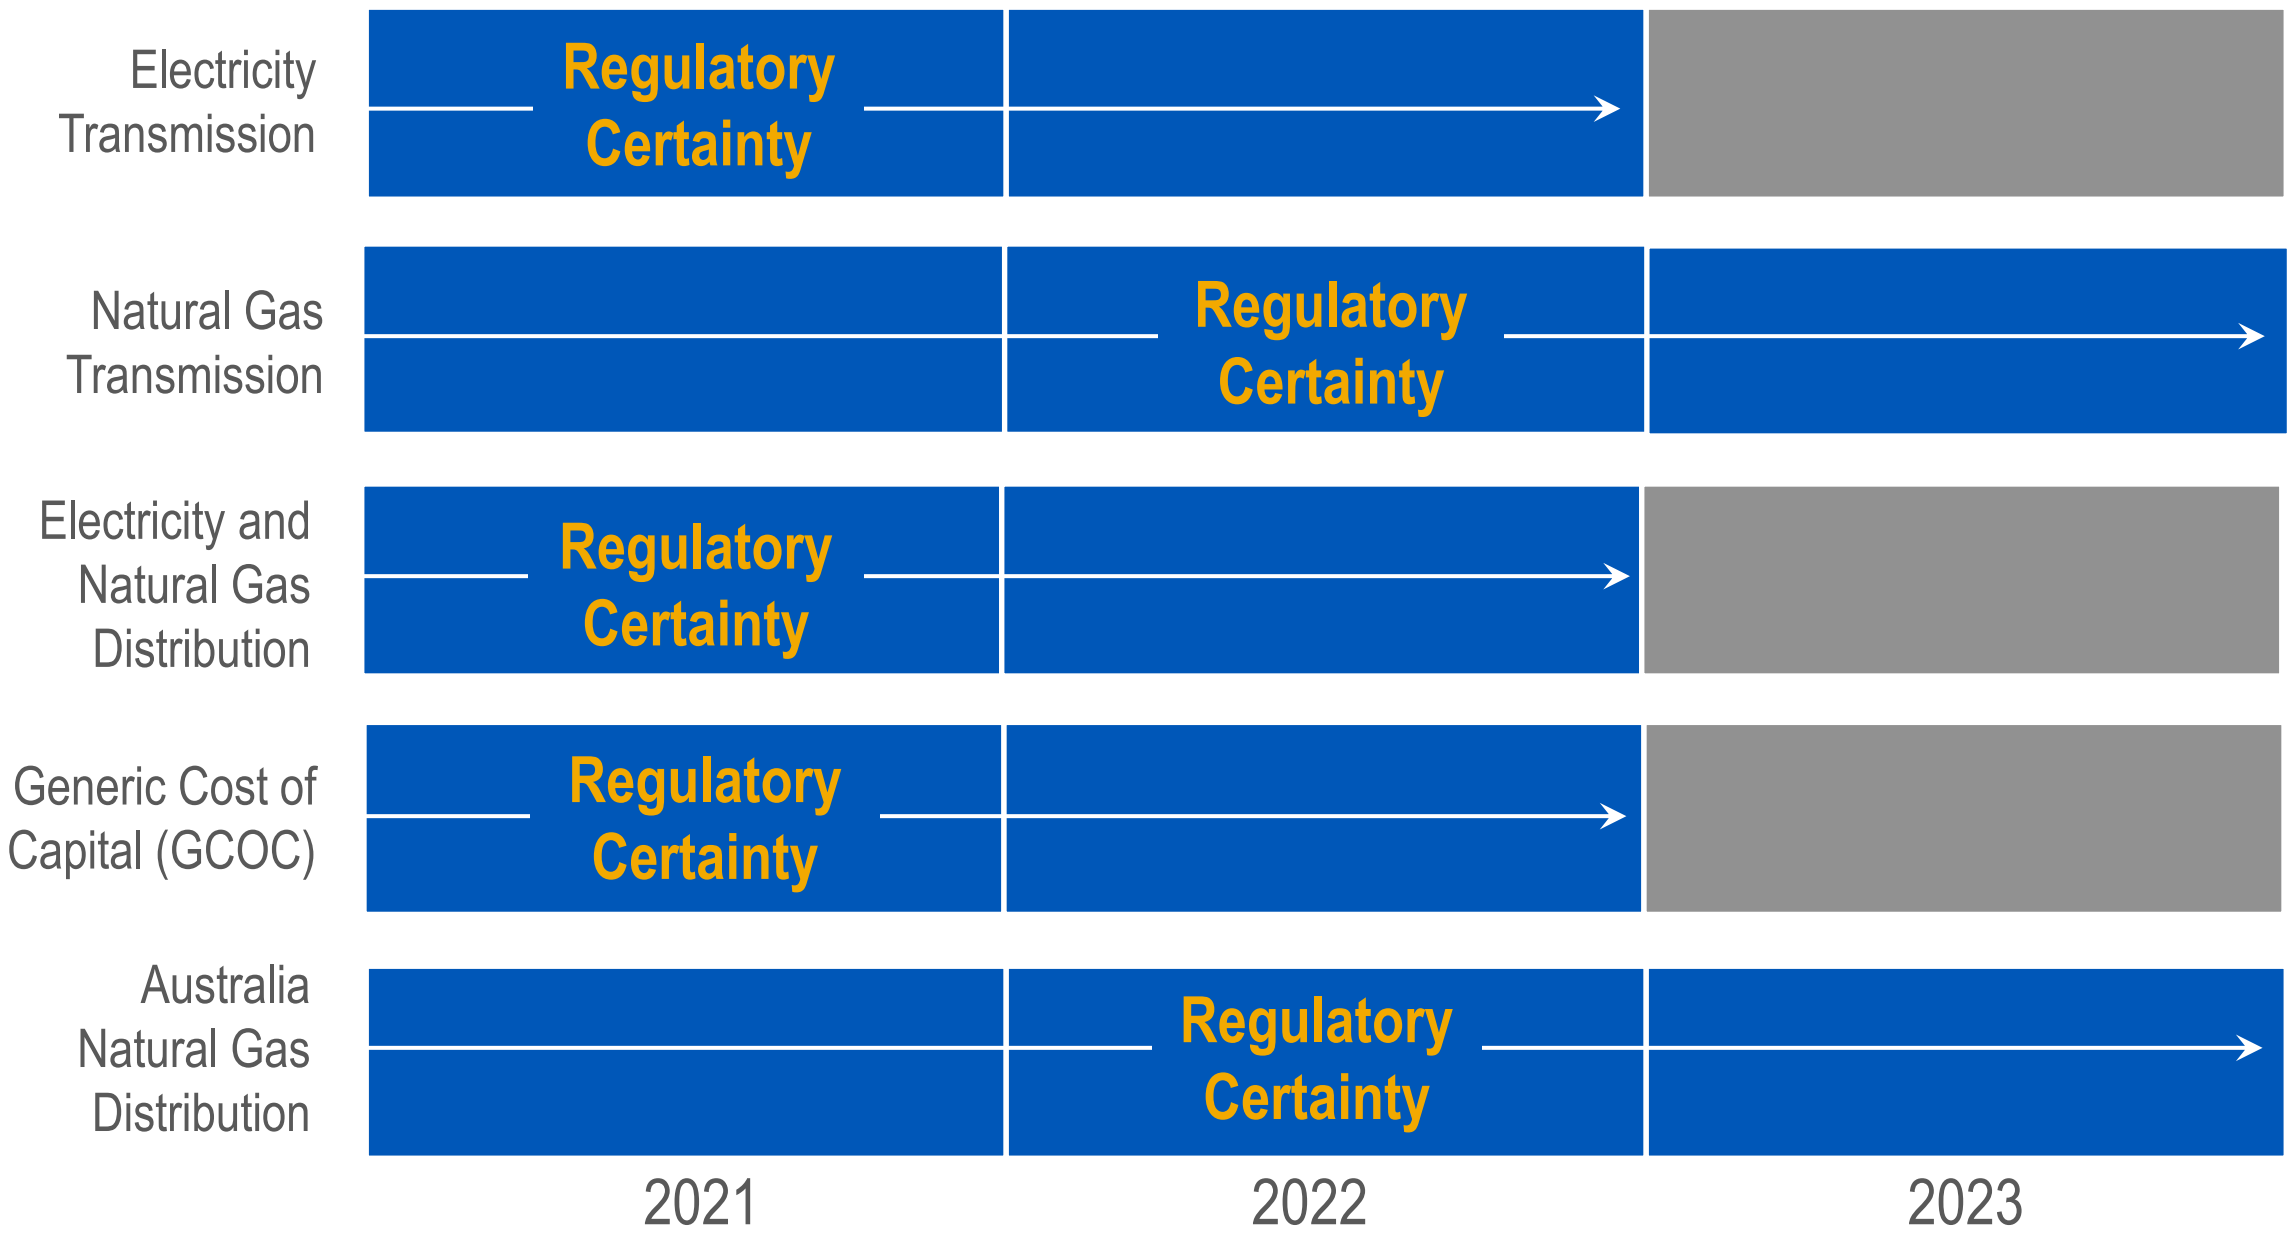 Electricity
Transmission
Regulatory
Certainty
Natural Gas
Transmission
Regulatory
Certainty
Electricity and
Natural Gas
Distribution
Regulatory
Certainty
Generic Cost of
Capital (GCOC)
Regulatory
Certainty
Australia
Natural Gas
Distribution
Regulatory
Certainty
2021
2022
2023